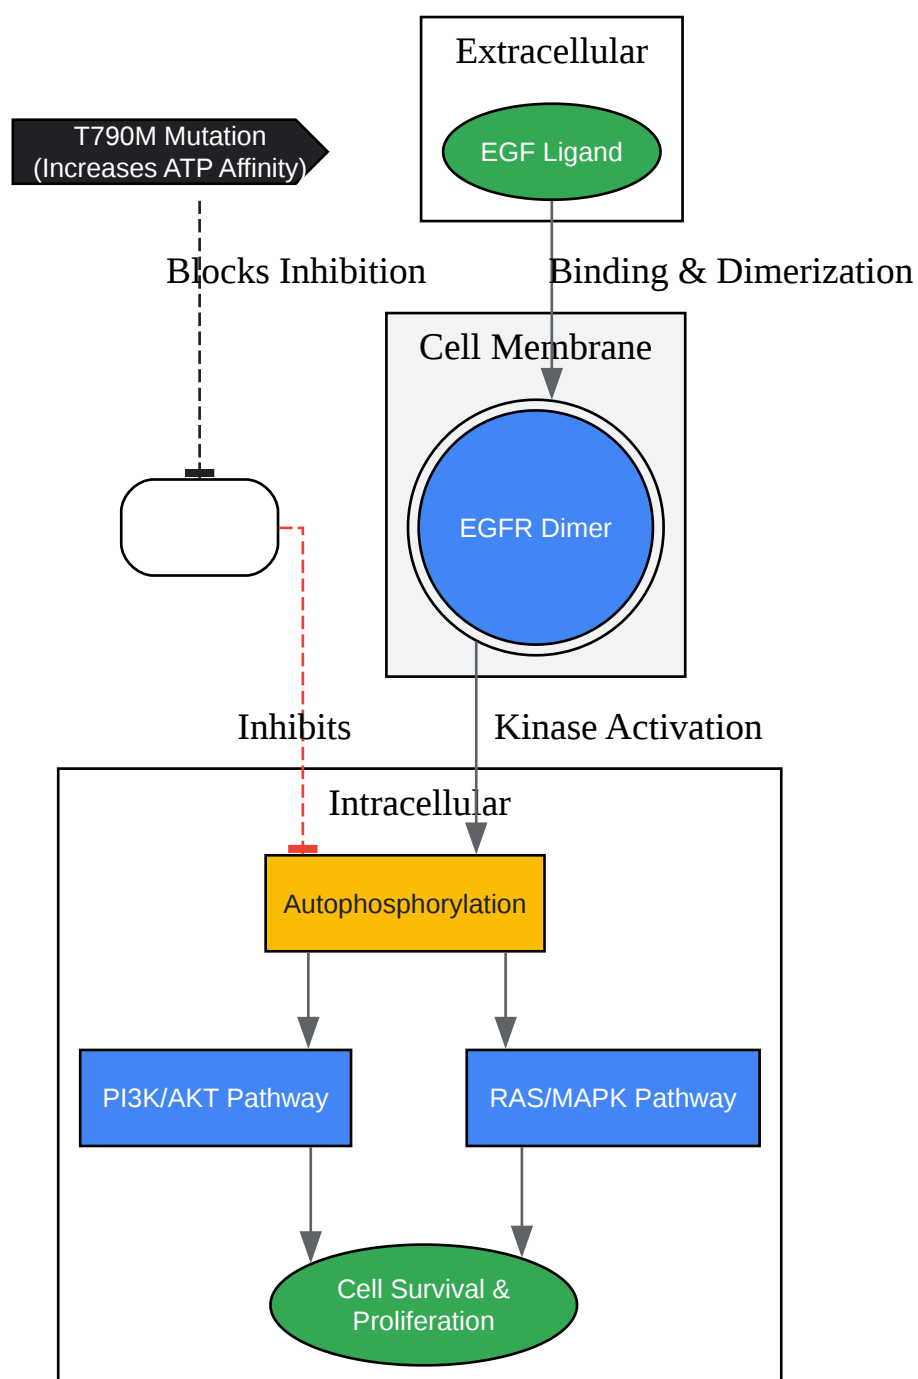 Extracellular
T790M Mutation
(Increases ATP Affinity)
EGF Ligand
Blocks Inhibition
Binding & Dimerization
Cell Membrane
EGFR Dimer
Inhibits
Kinase Activation
Intracellular
Autophosphorylation
PI3K/AKT Pathway
RAS/MAPK Pathway
Cell Survival &
Proliferation